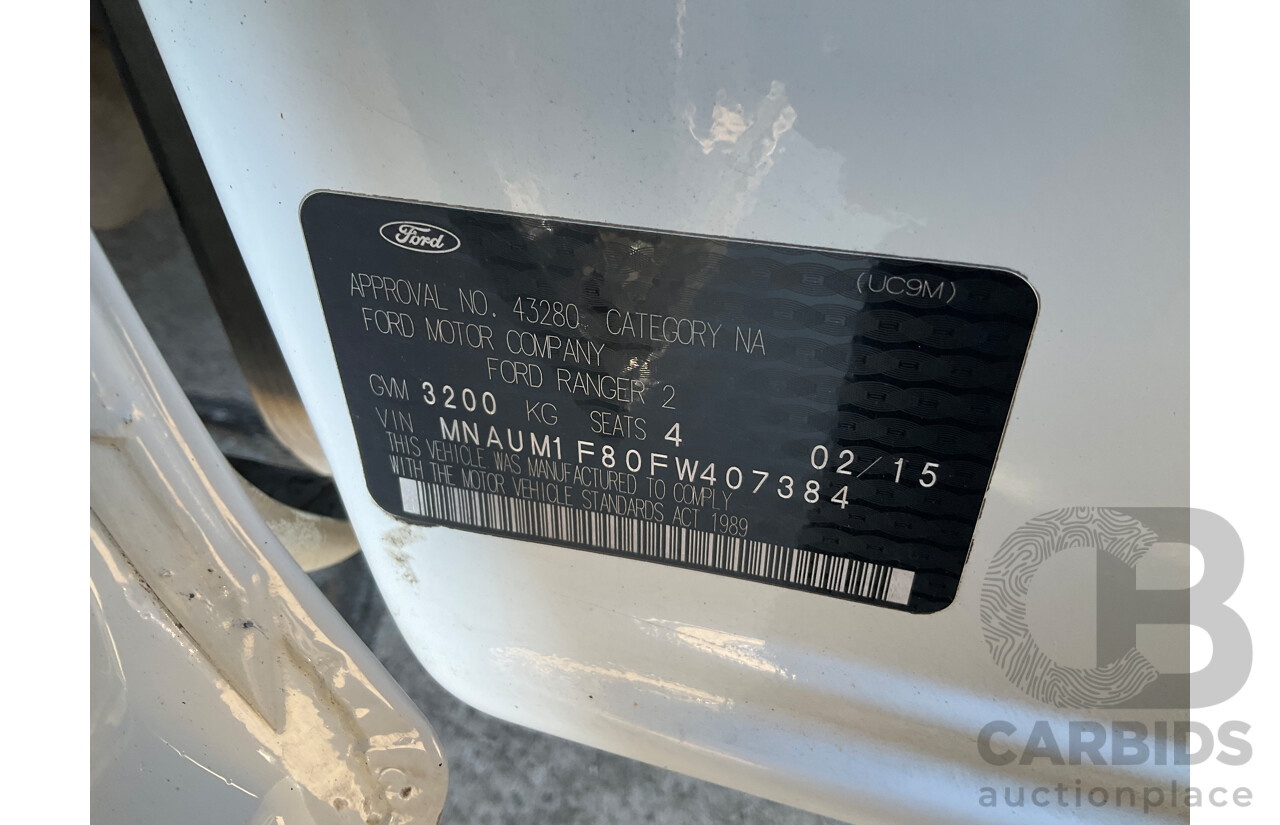 Ford
(UC9M)
APPROVAL NO. 43280 CATEGORY NA
FORD MOTOR COMPANY
FORD RANGER 2
GVM 3200 KG SEATS 4 02/15
VIN MNAUM1F80FW407384
THIS VEHICLE WAS MANUFACTURED TO COMPLY
WITH THE MOTOR VEHICLE STANDARDS ACT 1989
CB
CARBIDS
auctionplace